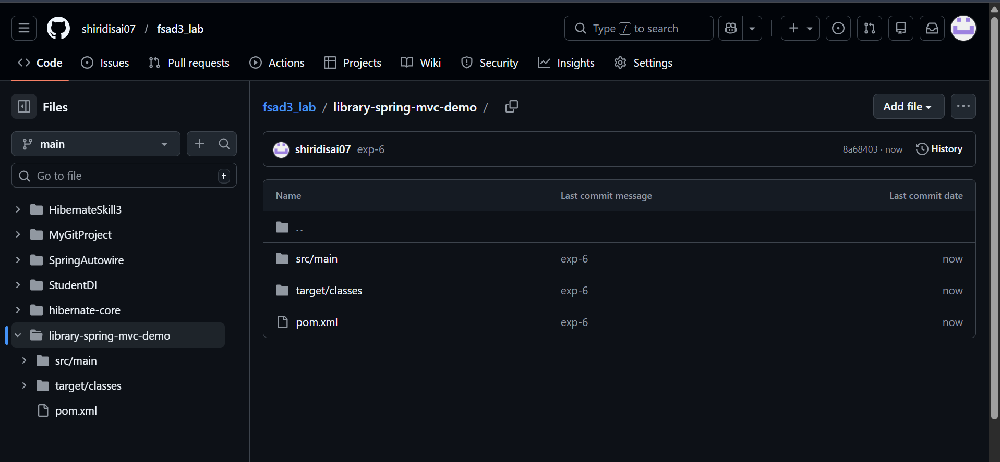 shiridisai07 / fsad3_lab
Type / to search
Code Issues Pull requests Actions Projects Wiki Security Insights Settings
Files
main
Go to file t
HibernateSkill3
MyGitProject
SpringAutowire
StudentDI
hibernate-core
library-spring-mvc-demo
src/main
target/classes
pom.xml
fsad3_lab / library-spring-mvc-demo /
Add file
shiridisai07 exp-6 8a68403 · now History
Name Last commit message Last commit date
..
src/main exp-6 now
target/classes exp-6 now
pom.xml exp-6 now